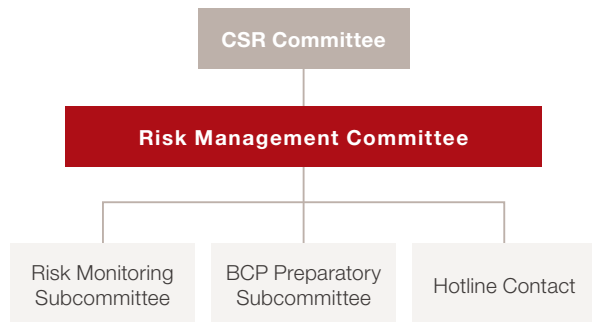 CSR Committee
Risk Management Committee
Risk Monitoring
Subcommittee
BCP Preparatory
Subcommittee
Hotline Contact